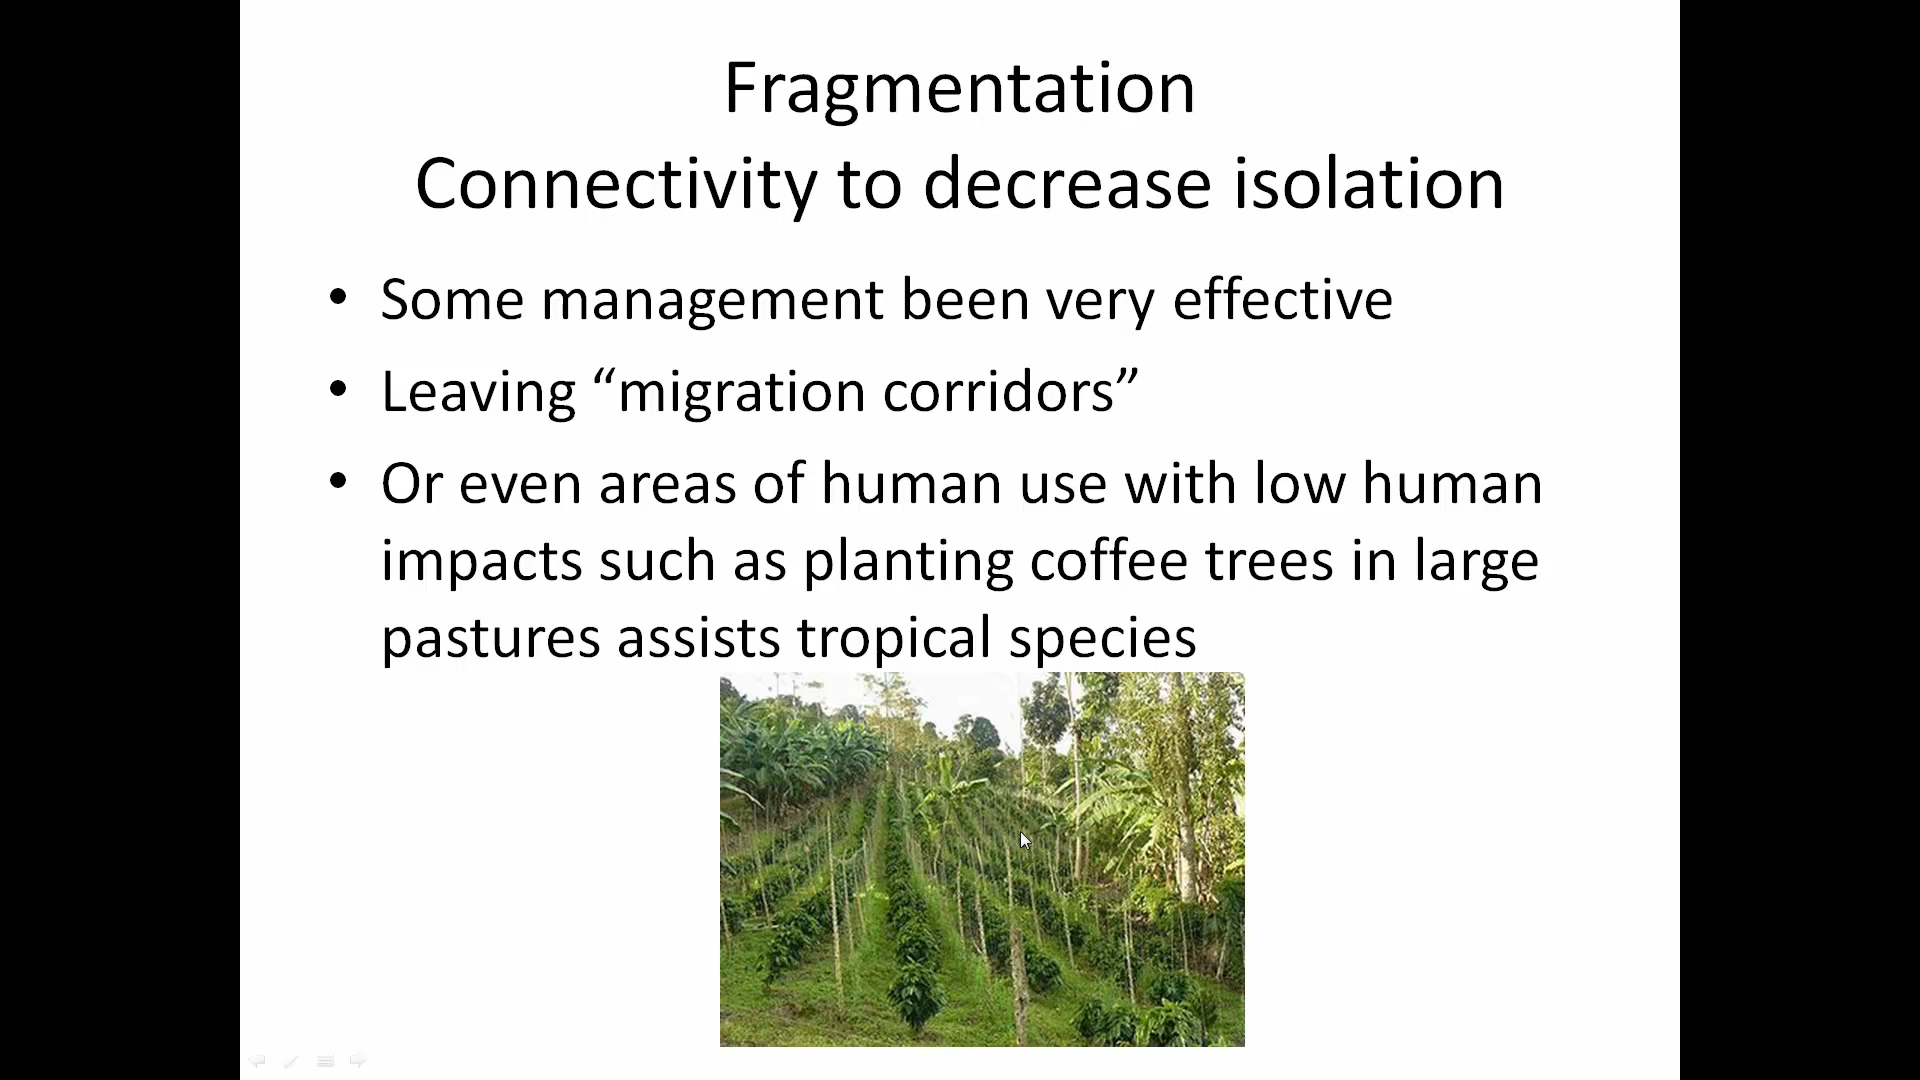 Fragmentation
Connectivity to decrease isolation
• Some management been very effective
• Leaving “migration corridors”
• Or even areas of human use with low human
impacts such as planting coffee trees in large
pastures assists tropical species